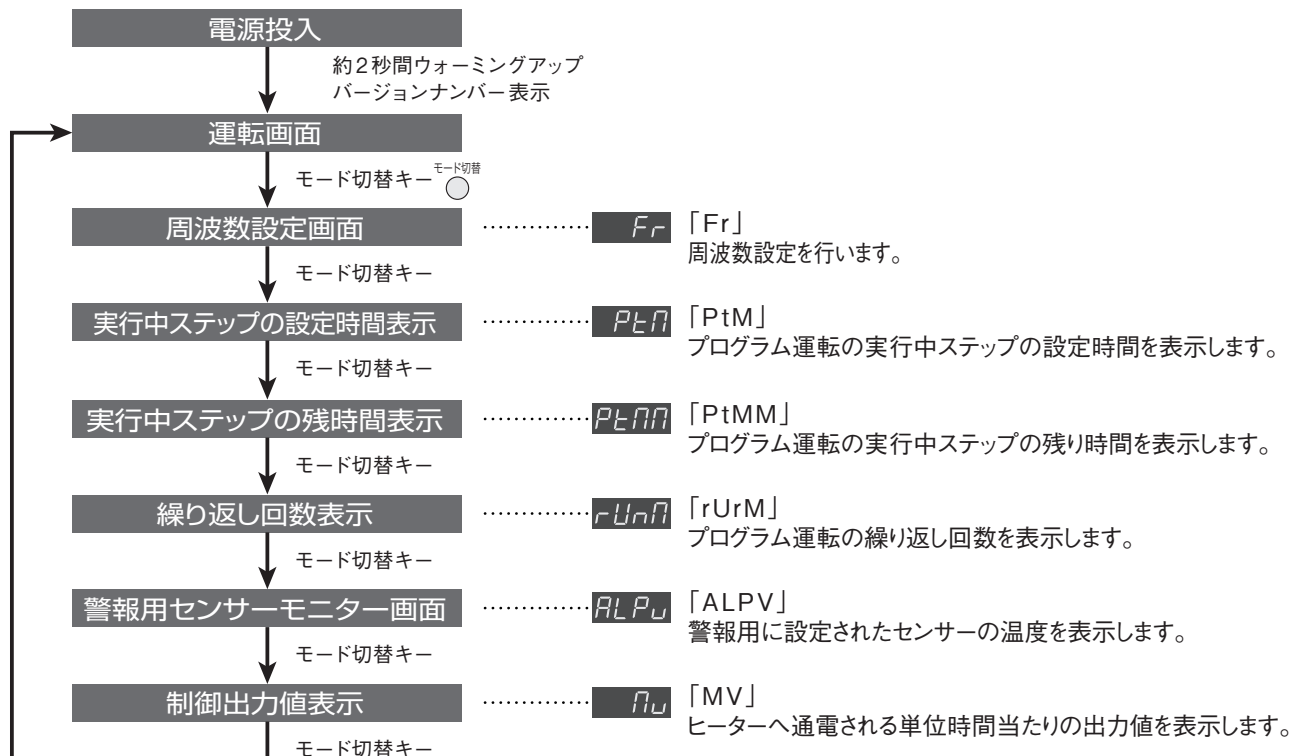 電源投入
約2秒間ウォーミングアップ
バージョンナンバー表示
運転画面
モード切替キー
モード切替
周波数設定画面
Fr
「Fr」
周波数設定を行います。
モード切替キー
実行中ステップの設定時間表示
PtM
「PtM」
プログラム運転の実行中ステップの設定時間を表示します。
モード切替キー
実行中ステップの残時間表示
PtMM
「PtMM」
プログラム運転の実行中ステップの残り時間を表示します。
モード切替キー
繰り返し回数表示
rUnM
「rUrM」
プログラム運転の繰り返し回数を表示します。
モード切替キー
警報用センサーモニター画面
ALPv
「ALPV」
警報用に設定されたセンサーの温度を表示します。
モード切替キー
制御出力値表示
Mv
「MV」
ヒーターへ通電される単位時間当たりの出力値を表示します。
モード切替キー